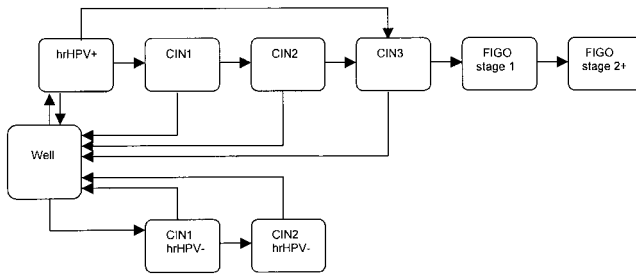 hrHPV+
CIN1
CIN2
CIN3
FIGO
stage 1
FIGO
stage 2+
Well
CIN1
hrHPV-
CIN2
hrHPV-